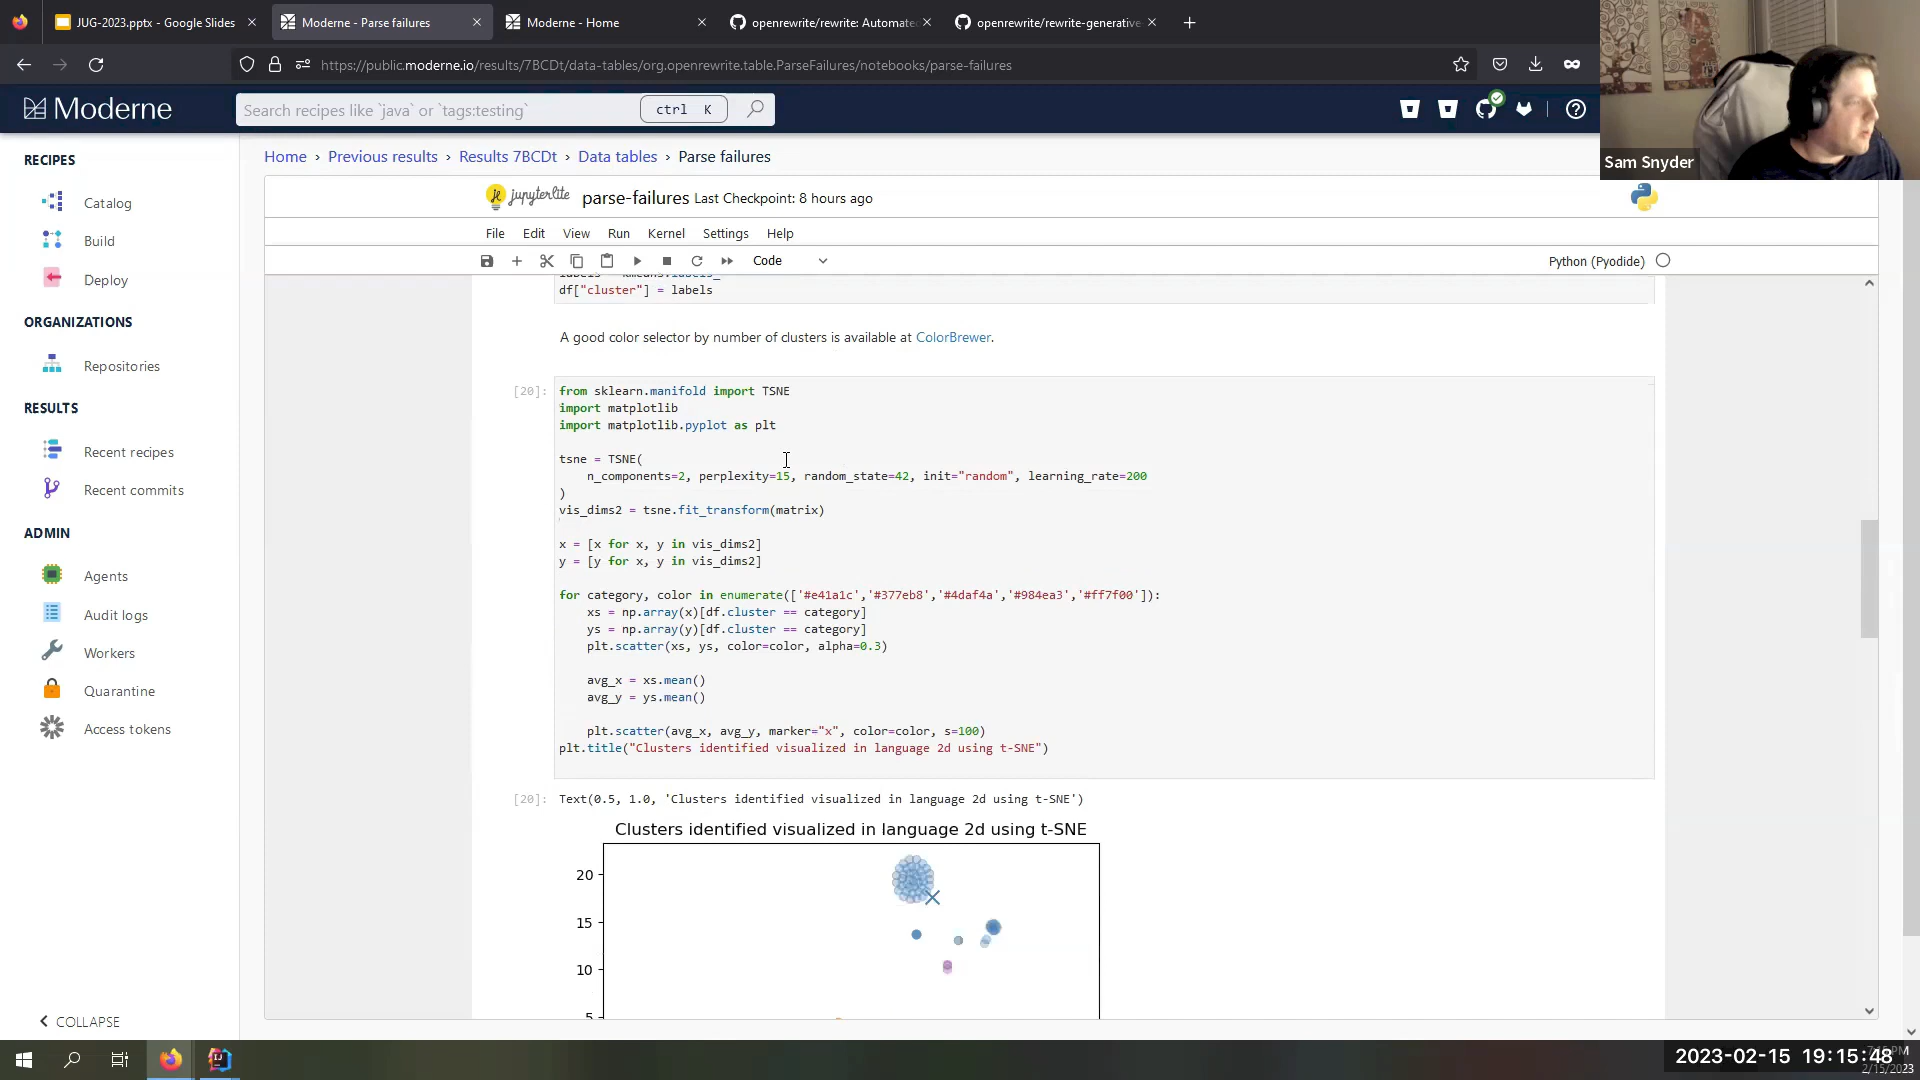 JUG-2023.pptx - Google Slides
Moderne - Parse failures
Moderne - Home
openrewrite/rewrite: Automate
openrewrite/rewrite-generative-
https://public.moderne.io/results/7BCDt/data-tables/org.openrewrite.table.ParseFailures/notebooks/parse-failures
Moderne
Search recipes like `java` or `tags:testing`
ctrl K
Sam Snyder
RECIPES
Catalog
Build
Deploy
ORGANIZATIONS
Repositories
RESULTS
Recent recipes
Recent commits
ADMIN
Agents
Audit logs
Workers
Quarantine
Access tokens
COLLAPSE
Home › Previous results › Results 7BCDt › Data tables › Parse failures
jupyterlite parse-failures Last Checkpoint: 8 hours ago
File Edit View Run Kernel Settings Help
Code
Python (Pyodide)
labels = kmeans.labels_
df["cluster"] = labels
A good color selector by number of clusters is available at ColorBrewer.
[20]:
from sklearn.manifold import TSNE
import matplotlib
import matplotlib.pyplot as plt
tsne = TSNE(
n_components=2, perplexity=15, random_state=42, init="random", learning_rate=200
)
vis_dims2 = tsne.fit_transform(matrix)
x = [x for x, y in vis_dims2]
y = [y for x, y in vis_dims2]
for category, color in enumerate(['#e41a1c','#377eb8','#4daf4a','#984ea3','#ff7f00']):
xs = np.array(x)[df.cluster == category]
ys = np.array(y)[df.cluster == category]
plt.scatter(xs, ys, color=color, alpha=0.3)
avg_x = xs.mean()
avg_y = ys.mean()
plt.scatter(avg_x, avg_y, marker="x", color=color, s=100)
plt.title("Clusters identified visualized in language 2d using t-SNE")
[20]: Text(0.5, 1.0, 'Clusters identified visualized in language 2d using t-SNE')
Clusters identified visualized in language 2d using t-SNE
20
15
10
5
2023-02-15 19:15:48
2/15/2023